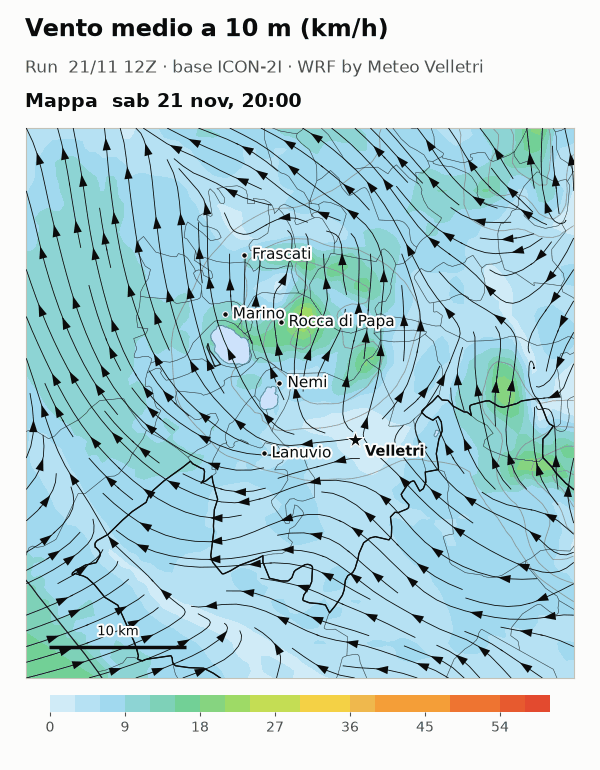 Vento medio a 10 m (km/h)
Run  21/11 12Z · base ICON-2I · WRF by Meteo Velletri
Mappa  sab 21 nov, 20:00
Frascati
Marino
Rocca di Papa
Nemi
Velletri
Lanuvio
10 km
0 9 18 27 36 45 54